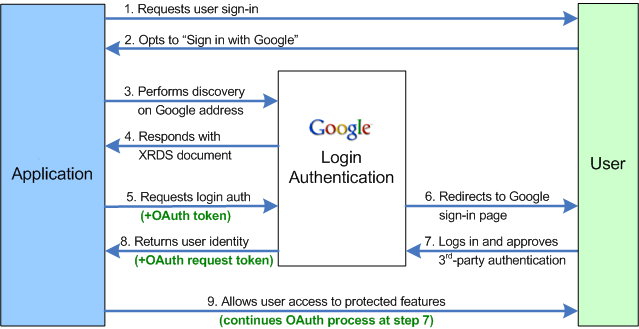 1. Requests user sign-in
2. Opts to “Sign in with Google”
3. Performs discovery
on Google address
4. Responds with
XRDS document
Google
Login
Authentication
Application
User
5. Requests login auth
(+OAuth token)
6. Redirects to Google
sign-in page
8. Returns user identity
(+OAuth request token)
7. Logs in and approves
3rd-party authentication
9. Allows user access to protected features
(continues OAuth process at step 7)